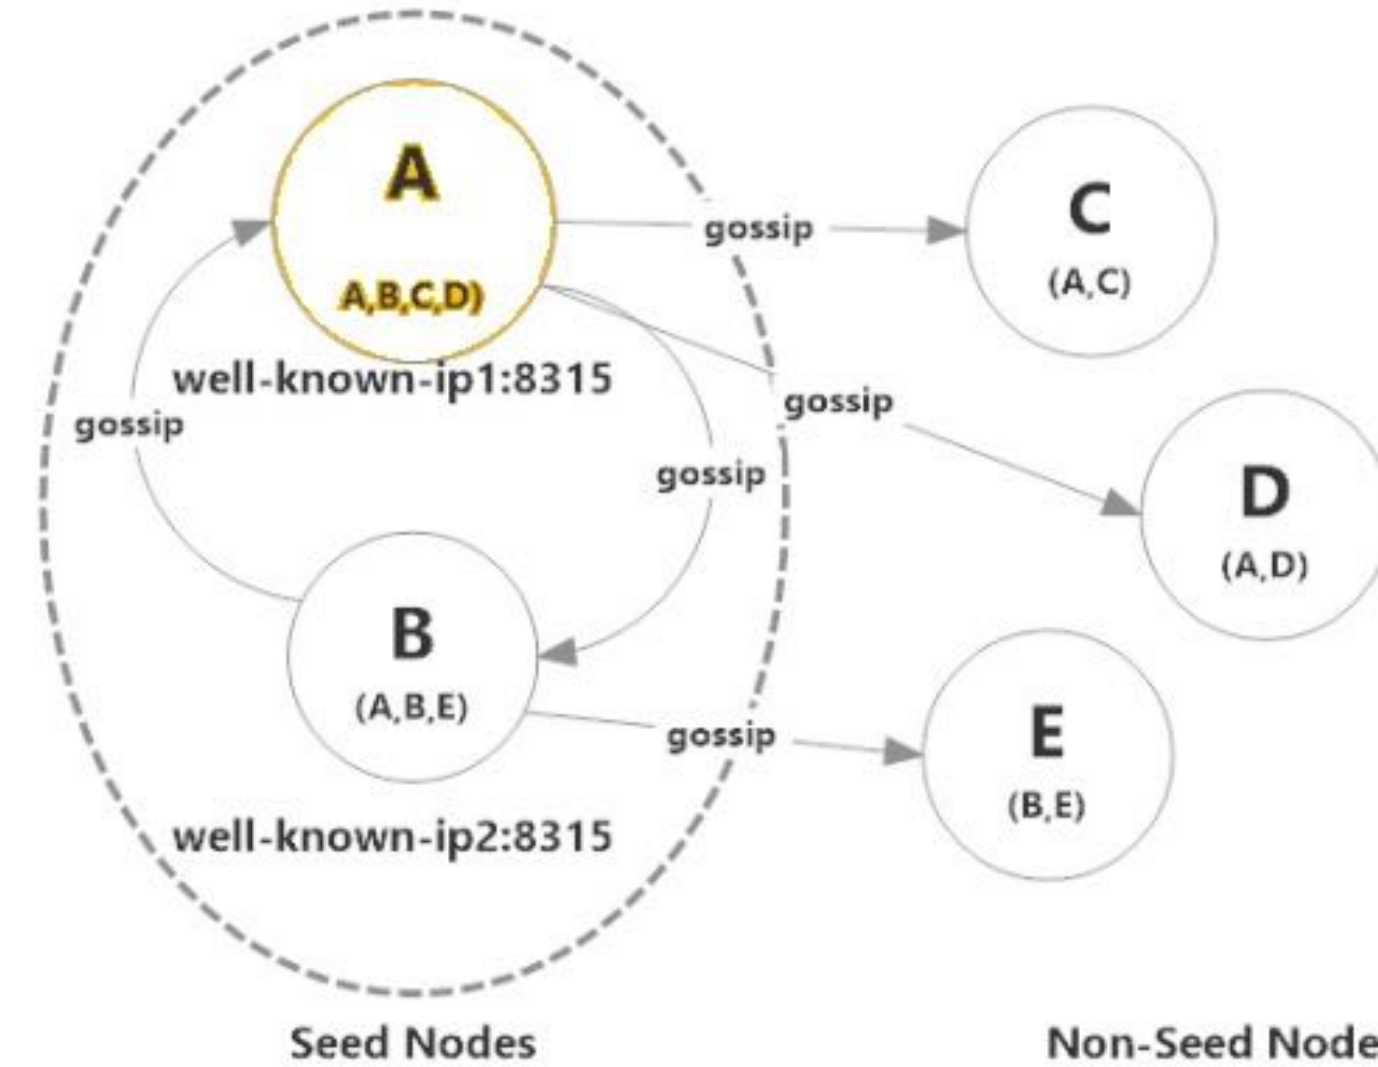 A
A,B,C,D)
well-known-ip1:8315
gossip
gossip
gossip
gossip
C
(A,C)
D
(A,D)
B
(A,B,E)
well-known-ip2:8315
gossip
E
(B,E)
Seed Nodes
Non-Seed Node